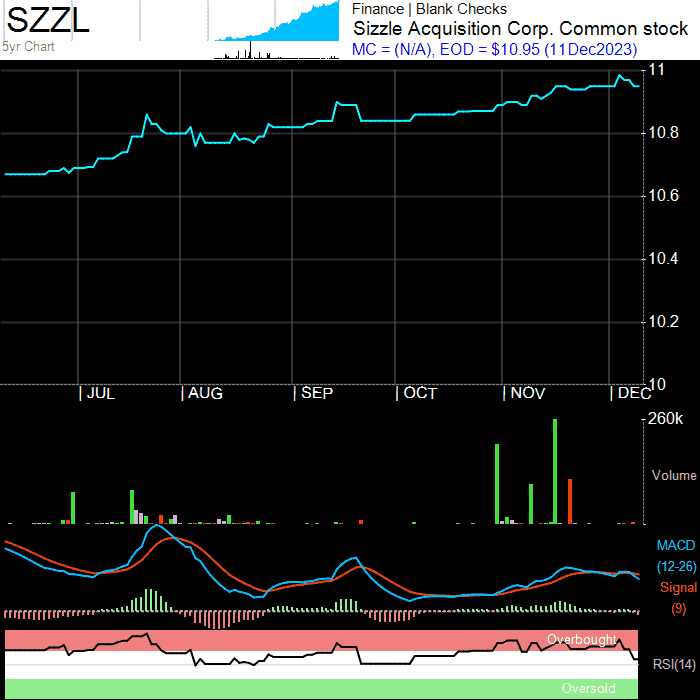 SZZL
5yr Chart
Finance | Blank Checks
Sizzle Acquisition Corp. Common stock
MC = (N/A), EOD = $10.95 (11Dec2023)
11
10.8
10.6
10.4
10.2
10
| JUL | AUG | SEP | OCT | NOV | DEC
260k
Volume
MACD
(12-26)
Signal
(9)
Overbought
RSI(14)
Oversold